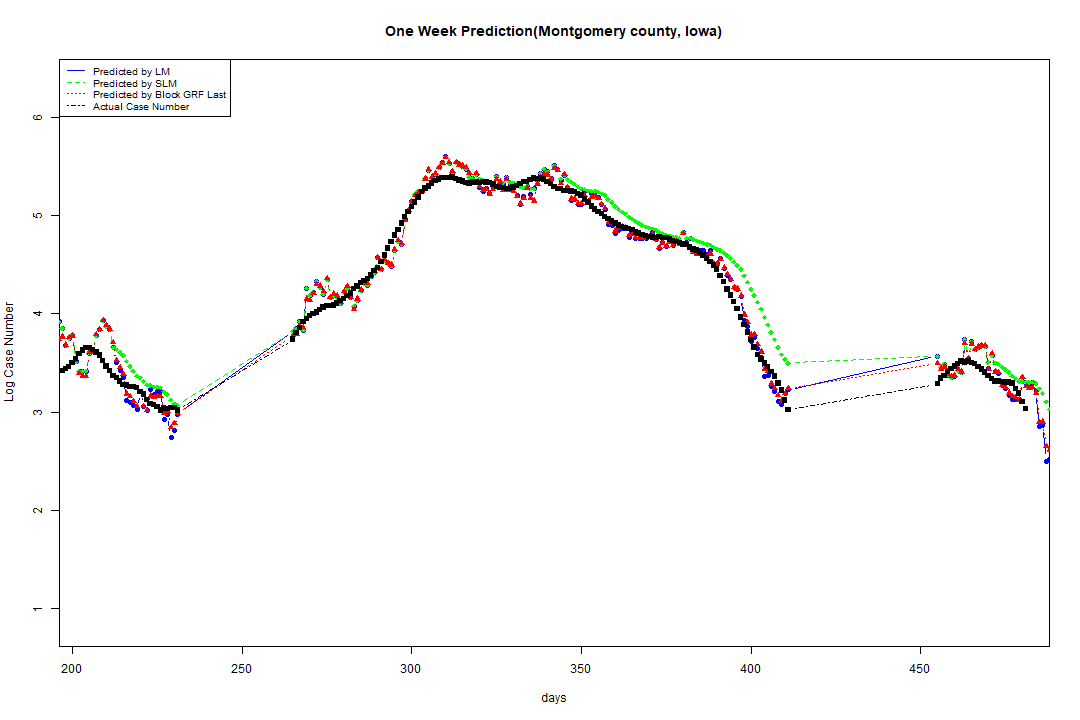 One Week Prediction(Montgomery county, Iowa)
Predicted by LM
Predicted by SLM
Predicted by Block GRF Last
Actual Case Number
6
5
4
3
2
1
Log Case Number
200 250 300 350 400 450
days